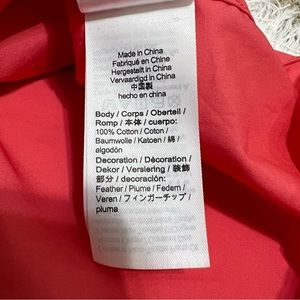 Made in China
Fabriqué en Chine
Hergestellt in China
Vervaardigd in China
中国製
hecho en china
Body / Corps / Oberteil /
Romp / 本体 / cuerpo:
100% Cotton / Coton /
Baumwolle / Katoen / 綿 /
algodón
Decoration / Décoration /
Dekor / Versiering / 装飾
部分 / decoración:
Feather / Plume / Federn /
Veren / フィンガーチップ /
pluma